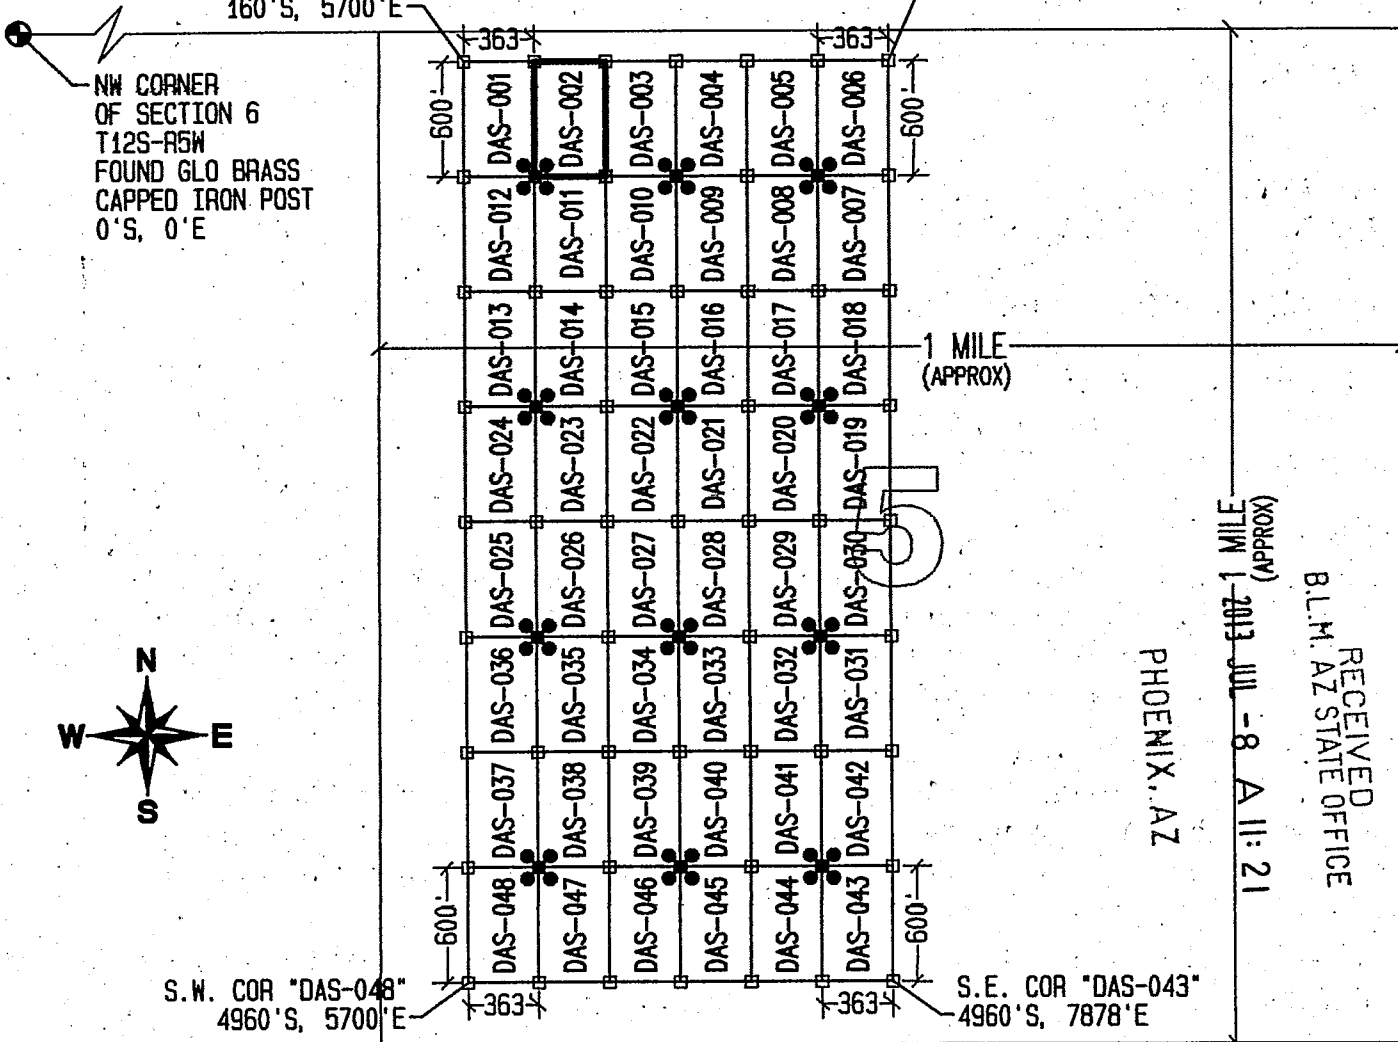 160'S, 5700'E
363
363
NW CORNER
OF SECTION 6
T12S-R5W
FOUND GLO BRASS
CAPPED IRON POST
0'S, 0'E
600'
600'
DAS-001
DAS-002
DAS-003
DAS-004
DAS-005
DAS-006
DAS-012
DAS-011
DAS-010
DAS-009
DAS-008
DAS-007
DAS-013
DAS-014
DAS-015
DAS-016
DAS-017
DAS-018
1 MILE
(APPROX)
DAS-024
DAS-023
DAS-022
DAS-021
DAS-020
DAS-019
5
DAS-025
DAS-026
DAS-027
DAS-028
DAS-029
DAS-030
1 MILE
(APPROX)
DAS-036
DAS-035
DAS-034
DAS-033
DAS-032
DAS-031
N
W
E
S
RECEIVED
B.L.M. AZ STATE OFFICE
2013 JUL -8 A 11: 21
PHOENIX, AZ
DAS-037
DAS-038
DAS-039
DAS-040
DAS-041
DAS-042
DAS-048
DAS-047
DAS-046
DAS-045
DAS-044
DAS-043
600'
600'
S.W. COR "DAS-048"
4960'S, 5700'E
363
363
S.E. COR "DAS-043"
4960'S, 7878'E